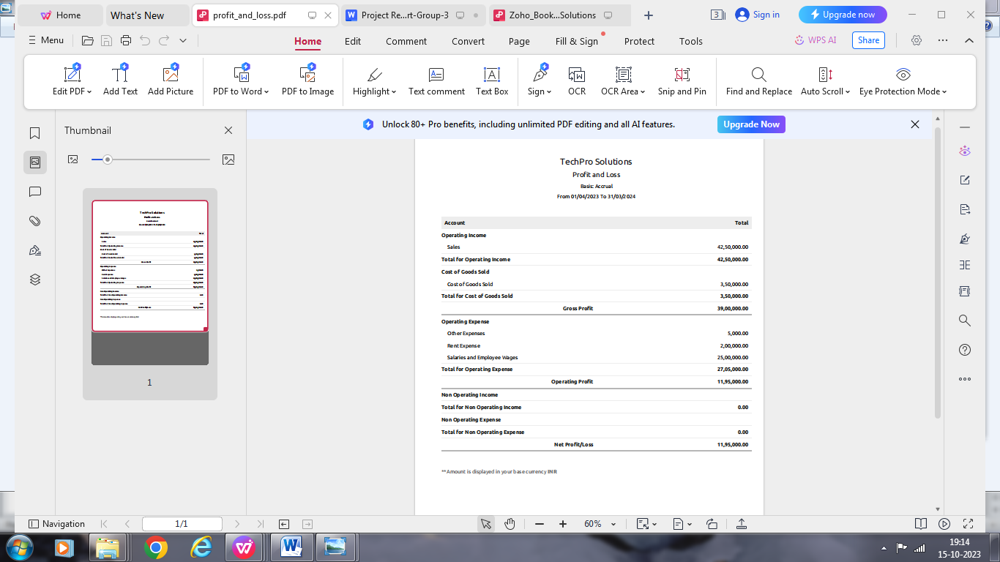 Home What's New profit_and_loss.pdf Project Re...rt-Group-3 Zoho_Book...Solutions + 3 Sign in Upgrade now
Menu Home Edit Comment Convert Page Fill & Sign Protect Tools WPS AI Share
Edit PDF Add Text Add Picture PDF to Word PDF to Image Highlight Text comment Text Box Sign OCR OCR Area Snip and Pin Find and Replace Auto Scroll Eye Protection Mode
Thumbnail
Unlock 80+ Pro benefits, including unlimited PDF editing and all AI features. Upgrade Now
1
TechPro Solutions
Profit and Loss
Basis: Accrual
From 01/04/2023 To 31/03/2024
Account Total
Operating Income
Sales 42,50,000.00
Total for Operating Income 42,50,000.00
Cost of Goods Sold
Cost of Goods Sold 3,50,000.00
Total for Cost of Goods Sold 3,50,000.00
Gross Profit 39,00,000.00
Operating Expense
Other Expenses 5,000.00
Rent Expense 2,00,000.00
Salaries and Employee Wages 25,00,000.00
Total for Operating Expense 27,05,000.00
Operating Profit 11,95,000.00
Non Operating Income
Total for Non Operating Income 0.00
Non Operating Expense
Total for Non Operating Expense 0.00
Net Profit/Loss 11,95,000.00
**Amount is displayed in your base currency INR
Navigation 1/1 60%
19:14
15-10-2023